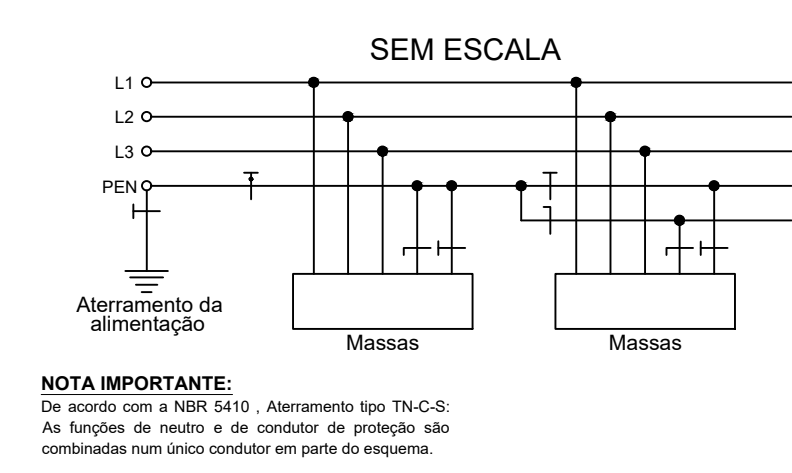 SEM ESCALA
L1
L2
L3
PEN
Aterramento da
alimentação
Massas
Massas
NOTA IMPORTANTE:
De acordo com a NBR 5410 , Aterramento tipo TN-C-S:
As funções de neutro e de condutor de proteção são
combinadas num único condutor em parte do esquema.